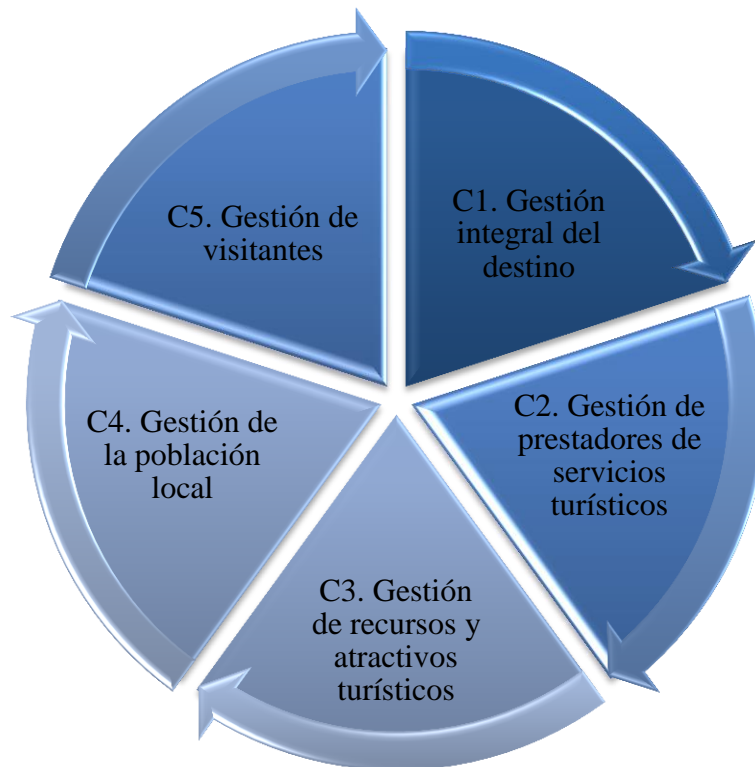 C1. Gestión
integral del
destino
C2. Gestión de
prestadores de
servicios
turísticos
C3. Gestión
de recursos y
atractivos
turísticos
C4. Gestión de
la población
local
C5. Gestión de
visitantes